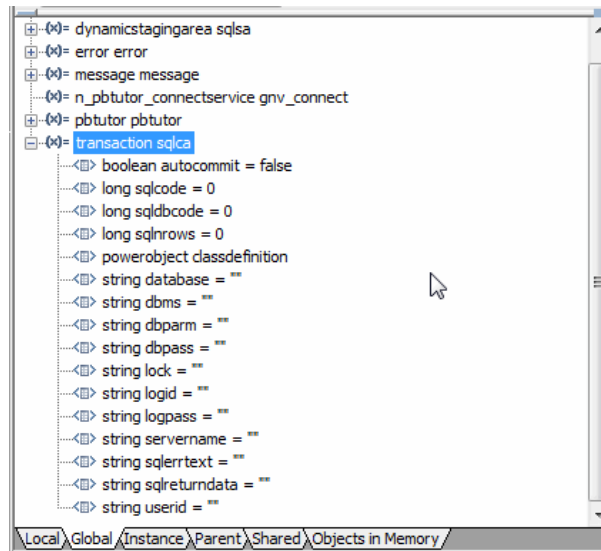 (x)= dynamicstagingarea sqlsa
(x)= error error
(x)= message message
(x)= n_pbtutor_connectservice gnv_connect
(x)= pbtutor pbtutor
(x)= transaction sqlca
boolean autocommit = false
long sqlcode = 0
long sqldbcode = 0
long sqlnrows = 0
powerobject classdefinition
string database = ""
string dbms = ""
string dbparm = ""
string dbpass = ""
string lock = ""
string logid = ""
string logpass = ""
string servername = ""
string sqlerrtext = ""
string sqlreturndata = ""
string userid = ""
Local Global Instance Parent Shared Objects in Memory